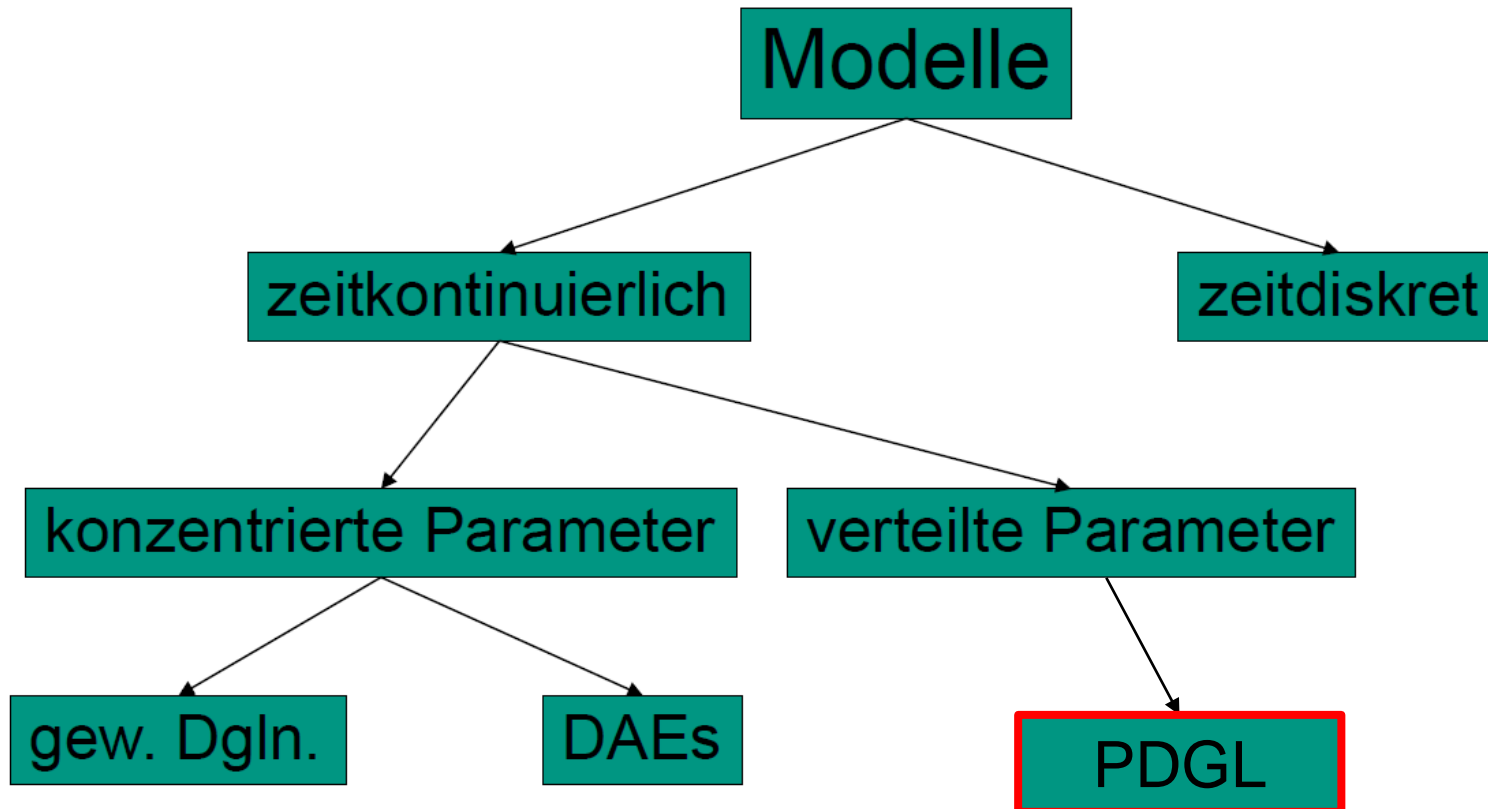 Modelle
zeitkontinuierlich
zeitdiskret
konzentrierte Parameter
verteilte Parameter
gew. Dgln.
DAEs
PDGL